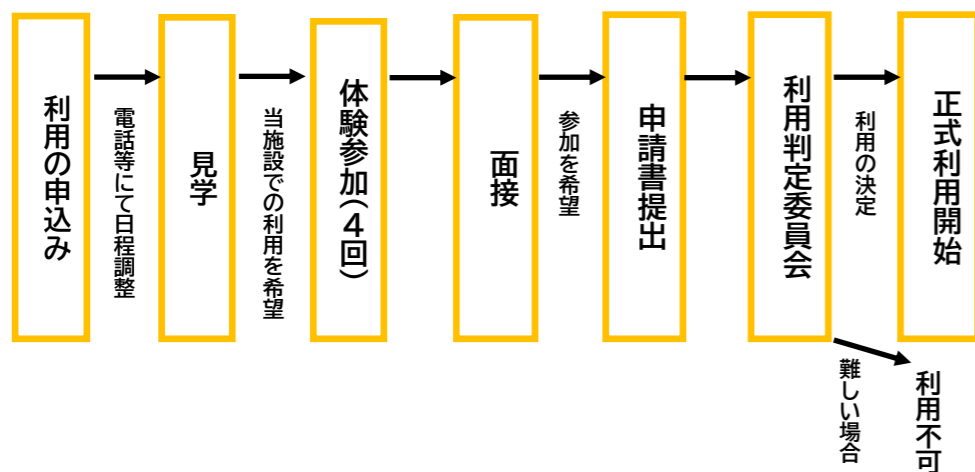 利用の申込み
電話等にて日程調整
見学
当施設での利用を希望
体験参加(4回)
面接
参加を希望
申請書提出
利用判定委員会
利用の決定
正式利用開始
難しい場合
利用不可